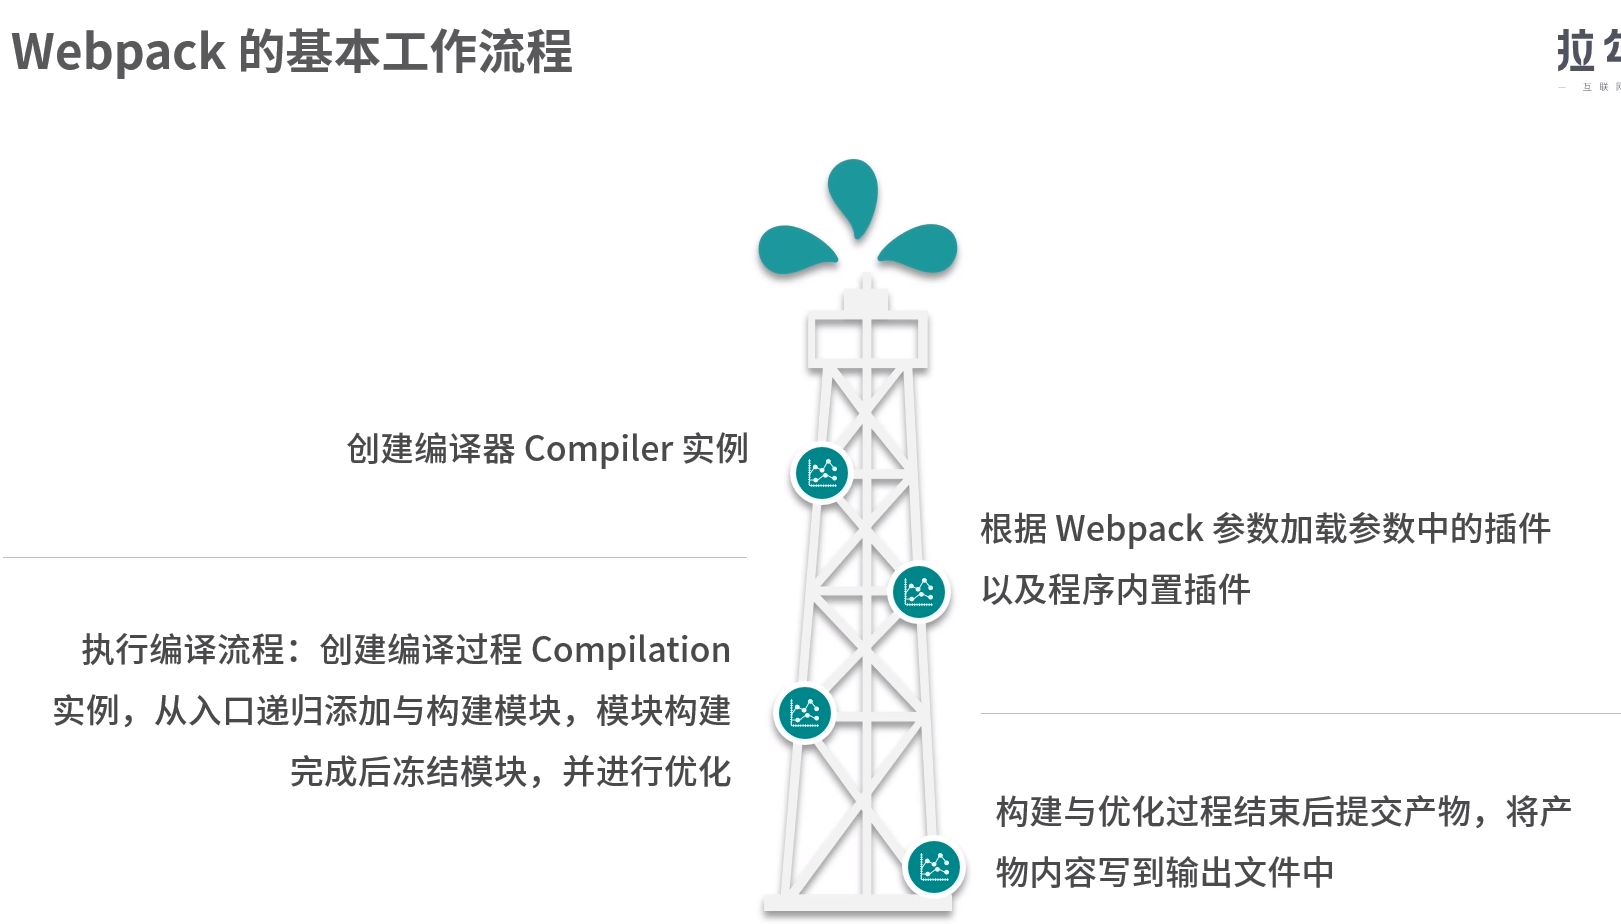 Webpack 的基本工作流程
拉
互 联
创建编译器 Compiler 实例
根据 Webpack 参数加载参数中的插件
以及程序内置插件
执行编译流程：创建编译过程 Compilation
实例，从入口递归添加与构建模块，模块构建
完成后冻结模块，并进行优化
构建与优化过程结束后提交产物，将产
物内容写到输出文件中